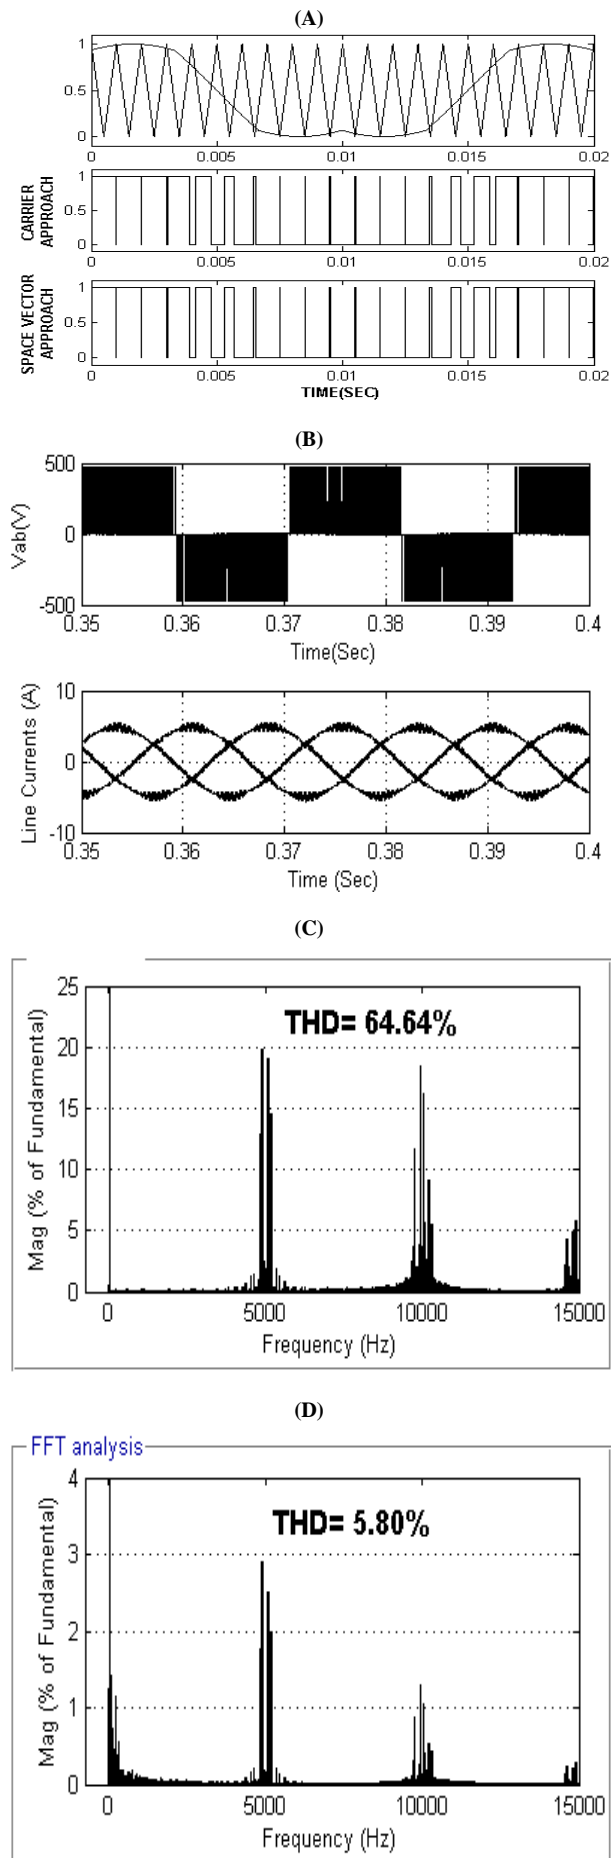 (A)
1
0.5
0
0 0.005 0.01 0.015 0.02
CARRIER
APPROACH
1
0.5
0
0 0.005 0.01 0.015 0.02
SPACE VECTOR
APPROACH
1
0.5
0
0 0.005 0.01 0.015 0.02
TIME(SEC)
(B)
Vab(V)
500
0
-500
0.35 0.36 0.37 0.38 0.39 0.4
Time(Sec)
Line Currents (A)
10
0
-10
0.35 0.36 0.37 0.38 0.39 0.4
Time (Sec)
(C)
THD= 64.64%
Mag (% of Fundamental)
25
20
15
10
5
0
0 5000 10000 15000
Frequency (Hz)
(D)
FFT analysis
THD= 5.80%
Mag (% of Fundamental)
4
3
2
1
0
0 5000 10000 15000
Frequency (Hz)